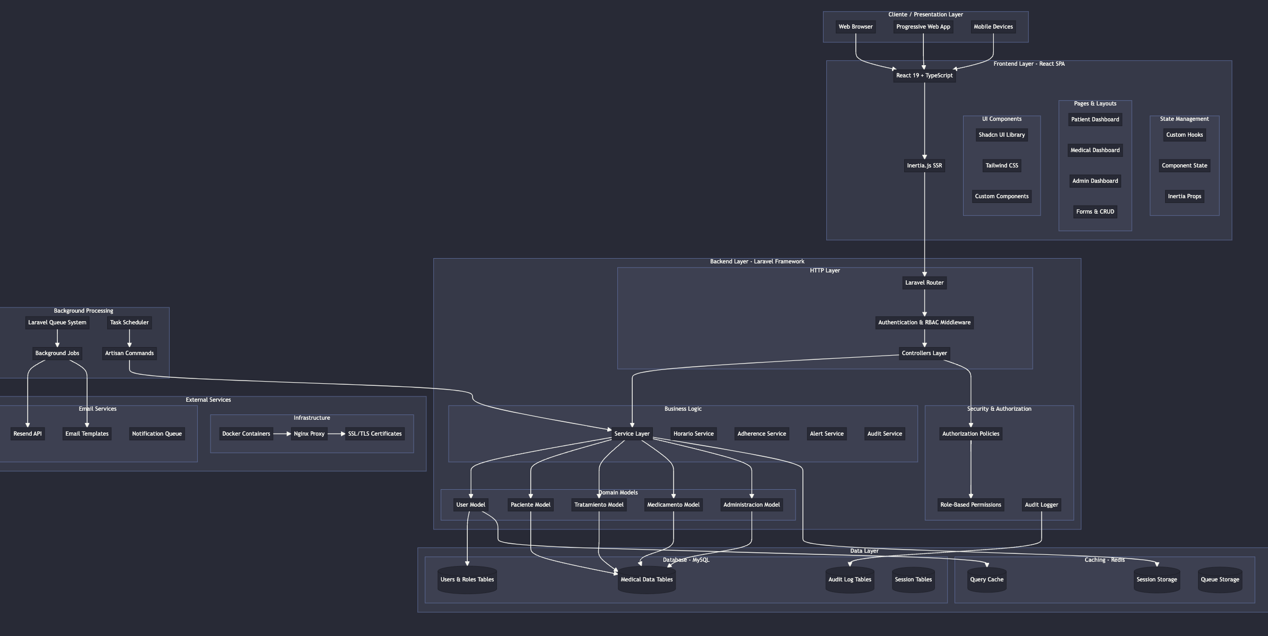 Cliente / Presentation Layer
Web Browser
Progressive Web App
Mobile Devices
Frontend Layer - React SPA
React 19 + TypeScript
Inertia.js SSR
UI Components
Shadcn UI Library
Tailwind CSS
Custom Components
Pages & Layouts
Patient Dashboard
Medical Dashboard
Admin Dashboard
Forms & CRUD
State Management
Custom Hooks
Component State
Inertia Props
Backend Layer - Laravel Framework
HTTP Layer
Laravel Router
Authentication & RBAC Middleware
Controllers Layer
Background Processing
Laravel Queue System
Task Scheduler
Background Jobs
Artisan Commands
External Services
Email Services
Resend API
Email Templates
Notification Queue
Infrastructure
Docker Containers
Nginx Proxy
SSL/TLS Certificates
Business Logic
Service Layer
Horario Service
Adherence Service
Alert Service
Audit Service
Security & Authorization
Authorization Policies
Role-Based Permissions
Audit Logger
Domain Models
User Model
Paciente Model
Tratamiento Model
Medicamento Model
Administracion Model
Data Layer
Database - MySQL
Users & Roles Tables
Medical Data Tables
Audit Log Tables
Session Tables
Caching - Redis
Query Cache
Session Storage
Queue Storage